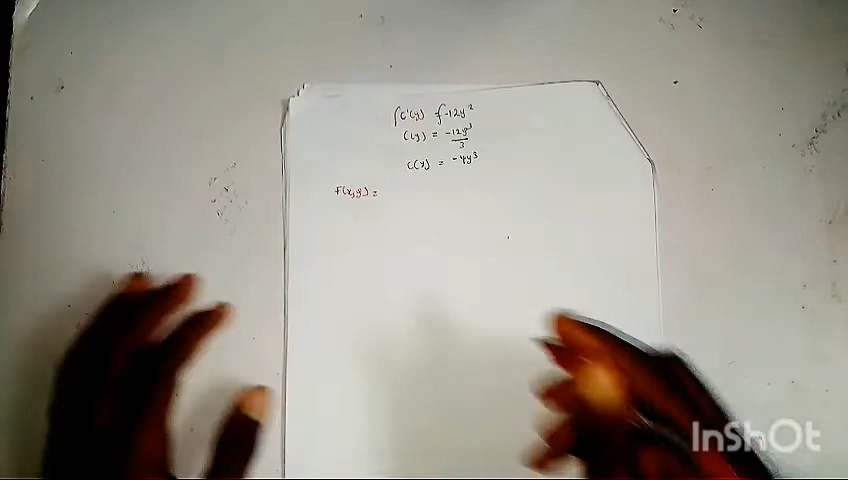 ∫C'(y) ∫-12y²
C(y) = -12y³/3
C(y) = -4y³
F(x,y) =
InShOt